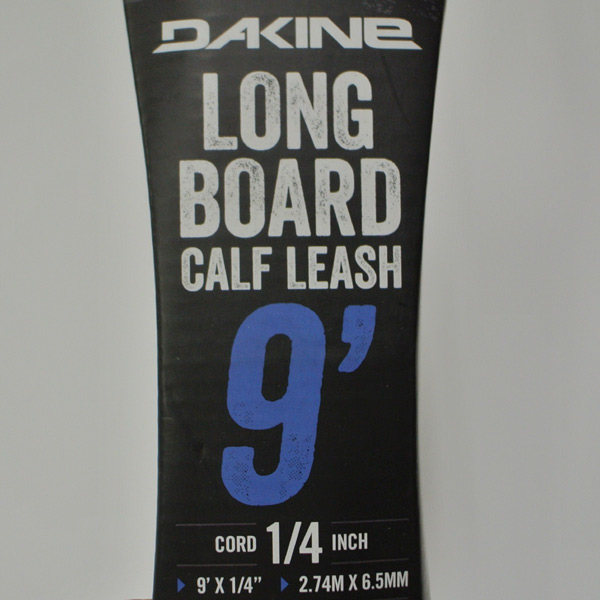 DAKINE
LONG
BOARD
CALF LEASH
9'
CORD 1/4 INCH
9' X 1/4" 2.74M X 6.5MM